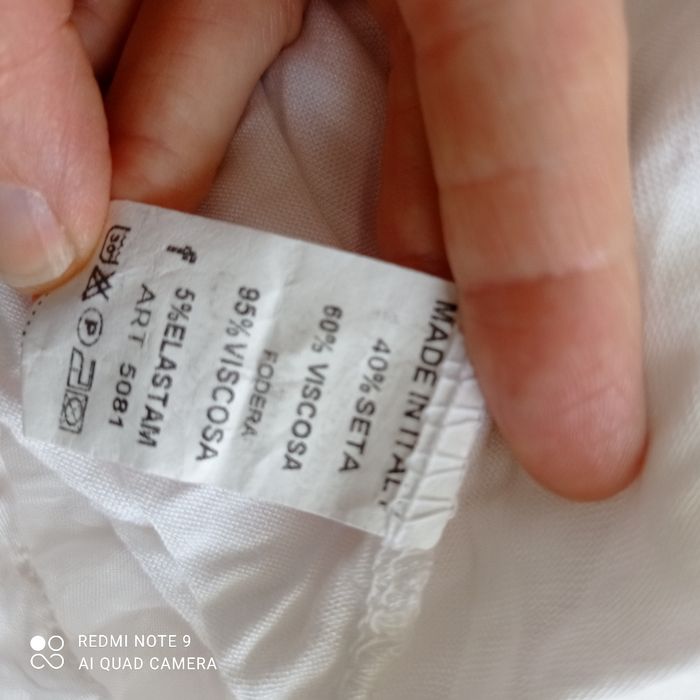 MADE IN ITALY
40% SETA
60% VISCOSA
FODERA
95% VISCOSA
5% ELASTAM
ART 5081
30°
P
REDMI NOTE 9
AI QUAD CAMERA